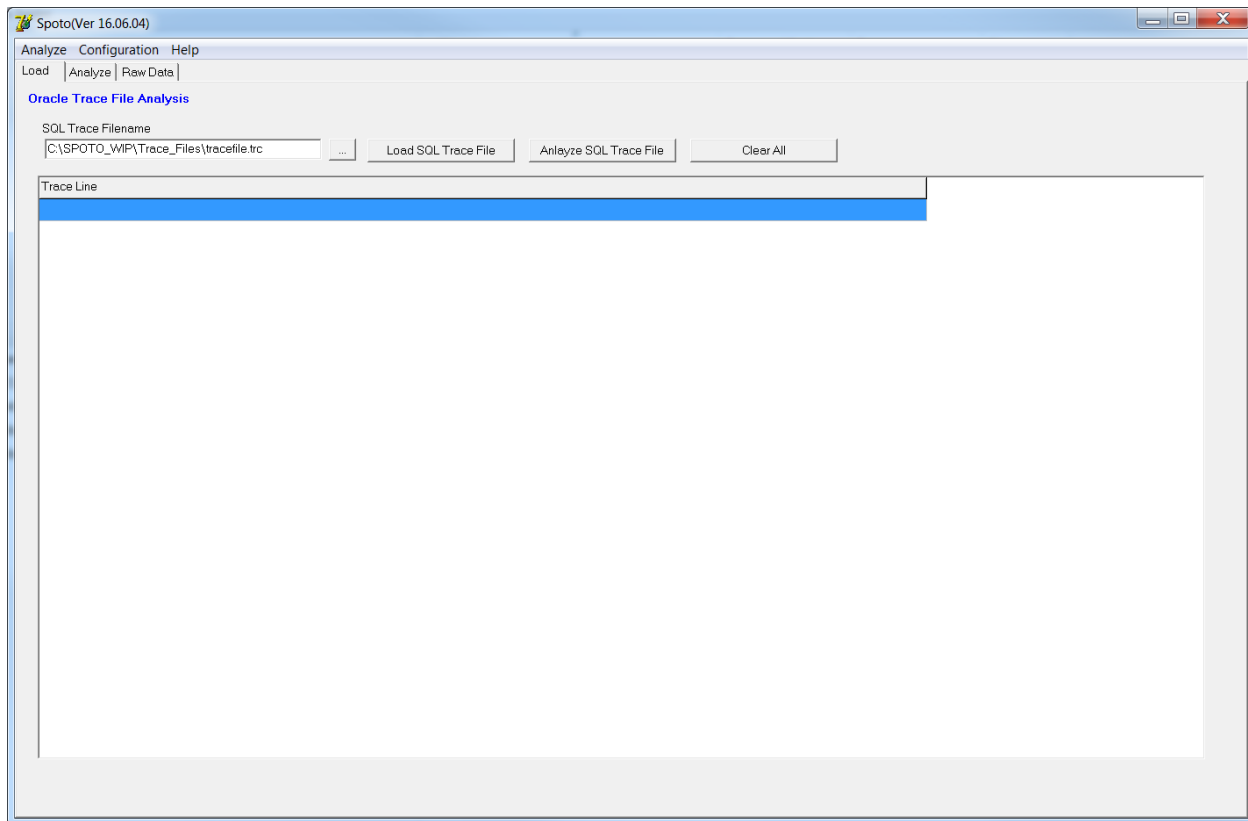 Spoto(Ver 16.06.04)
Analyze Configuration Help
Load Analyze Raw Data
Oracle Trace File Analysis
SQL Trace Filename
C:\SPOTO_WIP\Trace_Files\tracefile.trc ... Load SQL Trace File Anlayze SQL Trace File Clear All
Trace Line